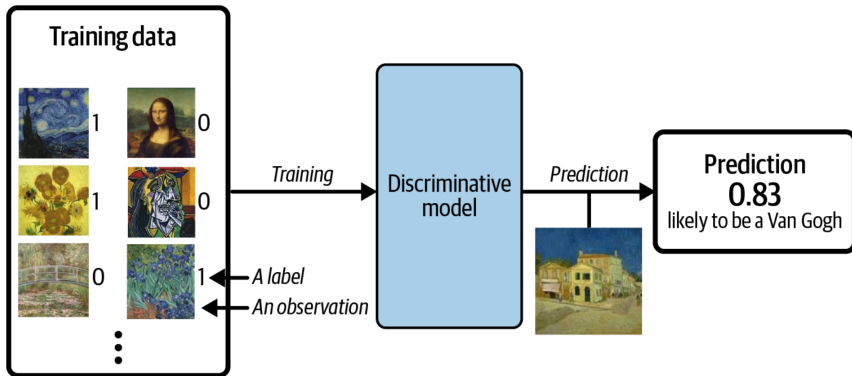 Training data
1
0
1
0
0
1
A label
An observation
Training
Discriminative
model
Prediction
Prediction
0.83
likely to be a Van Gogh